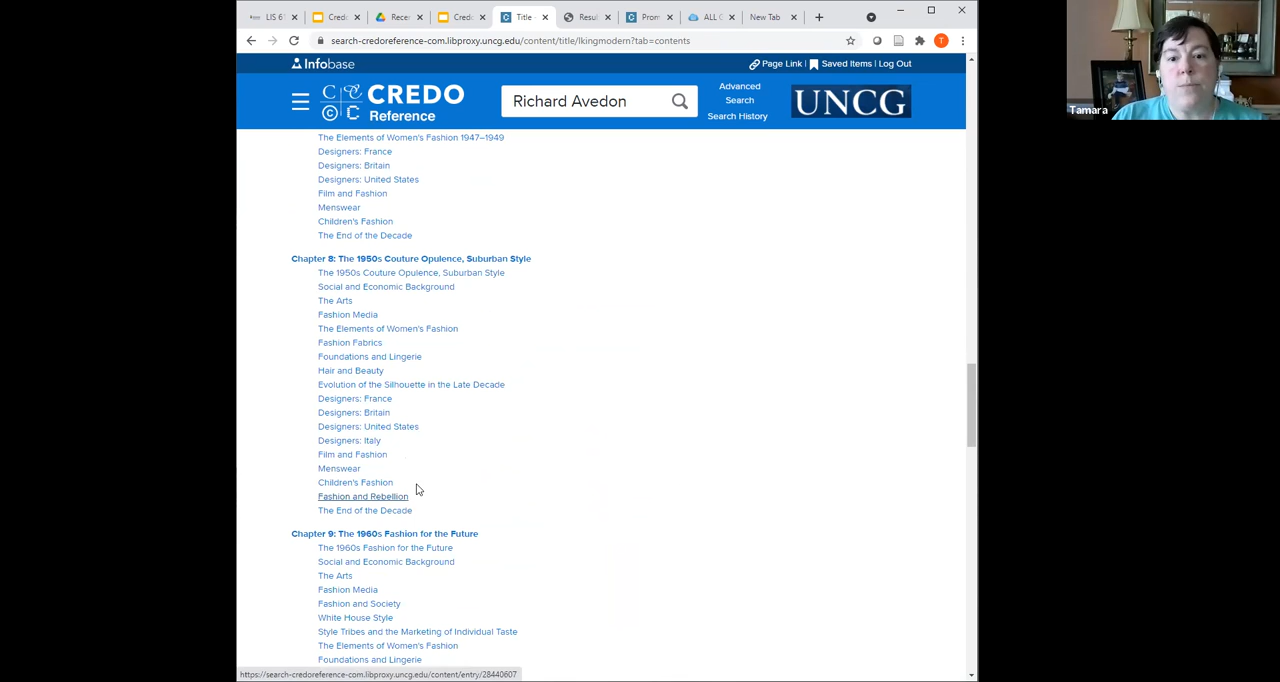 LIS 6
Credo
Recen
Credo
Title -
Resul
Prom
ALL C
New Tab
search-credoreference-com.libproxy.uncg.edu/content/title/lkingmodern?tab=contents
T
Infobase
Page Link | Saved Items | Log Out
CREDO
Reference
Richard Avedon
Advanced
Search
Search History
UNCG
Tamara
The Elements of Women's Fashion 1947–1949
Designers: France
Designers: Britain
Designers: United States
Film and Fashion
Menswear
Children's Fashion
The End of the Decade
Chapter 8: The 1950s Couture Opulence, Suburban Style
The 1950s Couture Opulence, Suburban Style
Social and Economic Background
The Arts
Fashion Media
The Elements of Women's Fashion
Fashion Fabrics
Foundations and Lingerie
Hair and Beauty
Evolution of the Silhouette in the Late Decade
Designers: France
Designers: Britain
Designers: United States
Designers: Italy
Film and Fashion
Menswear
Children's Fashion
Fashion and Rebellion
The End of the Decade
Chapter 9: The 1960s Fashion for the Future
The 1960s Fashion for the Future
Social and Economic Background
The Arts
Fashion Media
Fashion and Society
White House Style
Style Tribes and the Marketing of Individual Taste
The Elements of Women's Fashion
Foundations and Lingerie
https://search-credoreference-com.libproxy.uncg.edu/content/entry/28440607